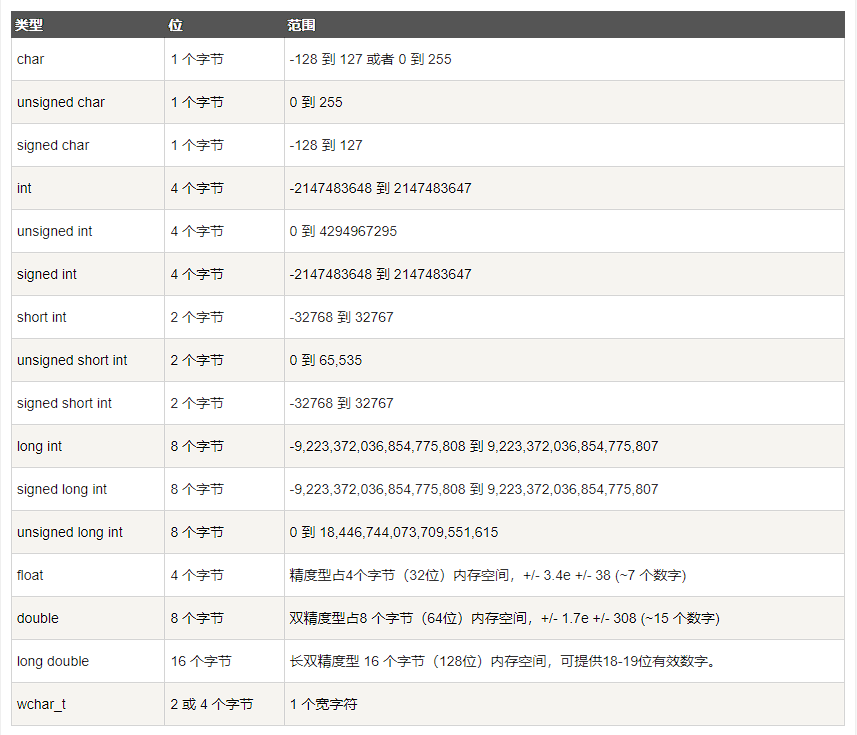 类型 位 范围
char 1 个字节 -128 到 127 或者 0 到 255
unsigned char 1 个字节 0 到 255
signed char 1 个字节 -128 到 127
int 4 个字节 -2147483648 到 2147483647
unsigned int 4 个字节 0 到 4294967295
signed int 4 个字节 -2147483648 到 2147483647
short int 2 个字节 -32768 到 32767
unsigned short int 2 个字节 0 到 65,535
signed short int 2 个字节 -32768 到 32767
long int 8 个字节 -9,223,372,036,854,775,808 到 9,223,372,036,854,775,807
signed long int 8 个字节 -9,223,372,036,854,775,808 到 9,223,372,036,854,775,807
unsigned long int 8 个字节 0 到 18,446,744,073,709,551,615
float 4 个字节 精度型占4个字节（32位）内存空间，+/- 3.4e +/- 38 (~7 个数字)
double 8 个字节 双精度型占8 个字节（64位）内存空间，+/- 1.7e +/- 308 (~15 个数字)
long double 16 个字节 长双精度型 16 个字节（128位）内存空间，可提供18-19位有效数字。
wchar_t 2 或 4 个字节 1 个宽字符